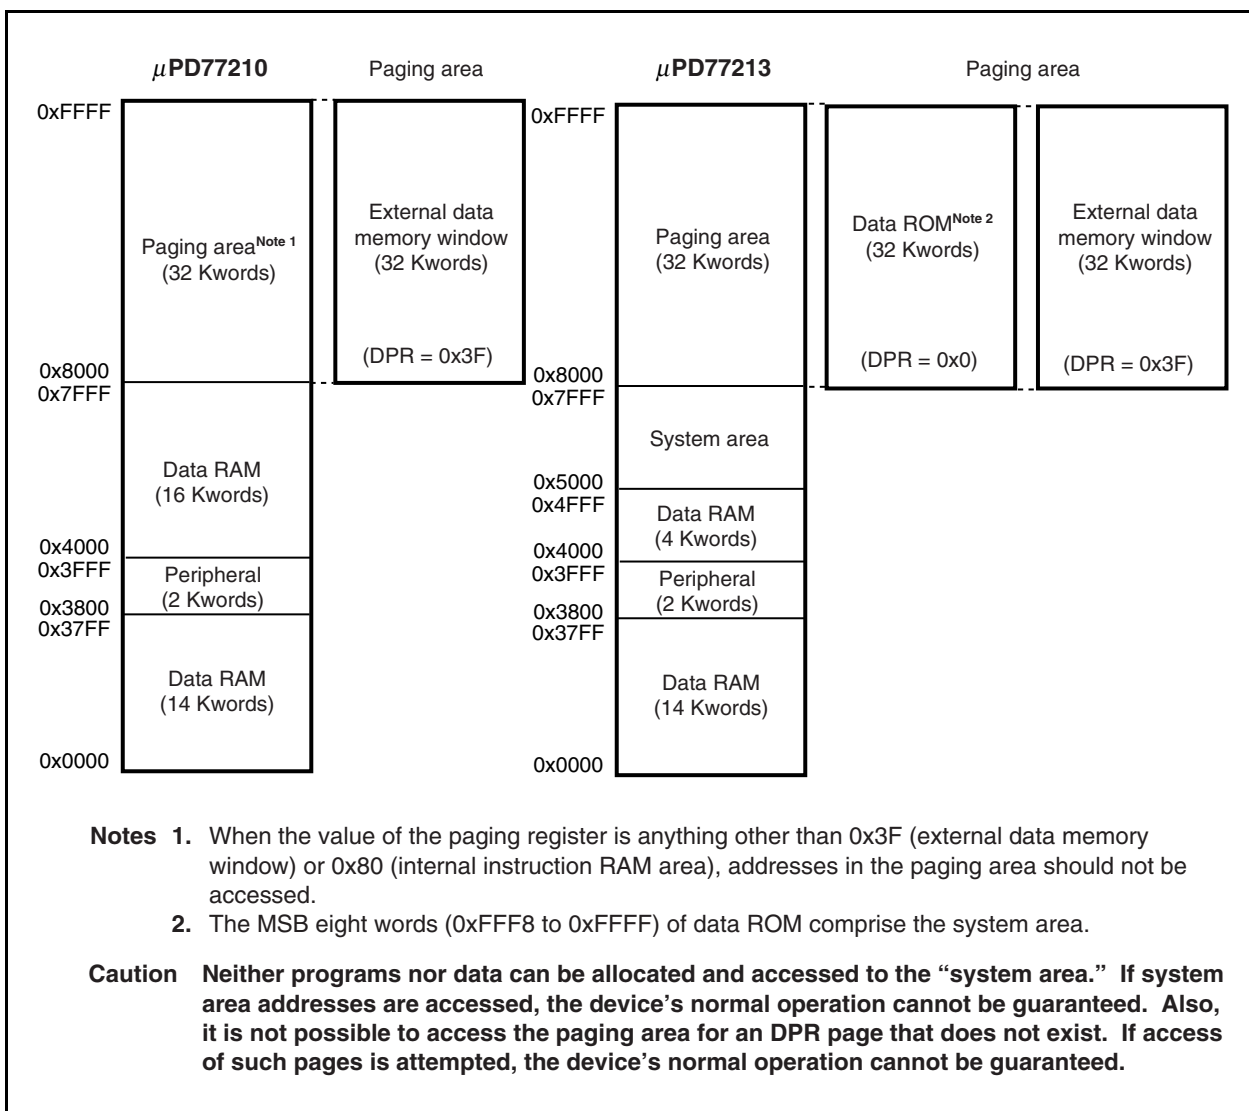 μPD77210
Paging area
μPD77213
Paging area
0xFFFF
Paging areaNote 1
(32 Kwords)
0x8000
0x7FFF
Data RAM
(16 Kwords)
0x4000
0x3FFF
Peripheral
(2 Kwords)
0x3800
0x37FF
Data RAM
(14 Kwords)
0x0000
External data
memory window
(32 Kwords)
(DPR = 0x3F)
0xFFFF
Paging area
(32 Kwords)
0x8000
0x7FFF
System area
0x5000
0x4FFF
Data RAM
(4 Kwords)
0x4000
0x3FFF
Peripheral
(2 Kwords)
0x3800
0x37FF
Data RAM
(14 Kwords)
0x0000
Data ROMNote 2
(32 Kwords)
(DPR = 0x0)
External data
memory window
(32 Kwords)
(DPR = 0x3F)
Notes 1. When the value of the paging register is anything other than 0x3F (external data memory
window) or 0x80 (internal instruction RAM area), addresses in the paging area should not be
accessed.
2. The MSB eight words (0xFFF8 to 0xFFFF) of data ROM comprise the system area.
Caution Neither programs nor data can be allocated and accessed to the “system area.” If system
area addresses are accessed, the device’s normal operation cannot be guaranteed. Also,
it is not possible to access the paging area for an DPR page that does not exist. If access
of such pages is attempted, the device’s normal operation cannot be guaranteed.